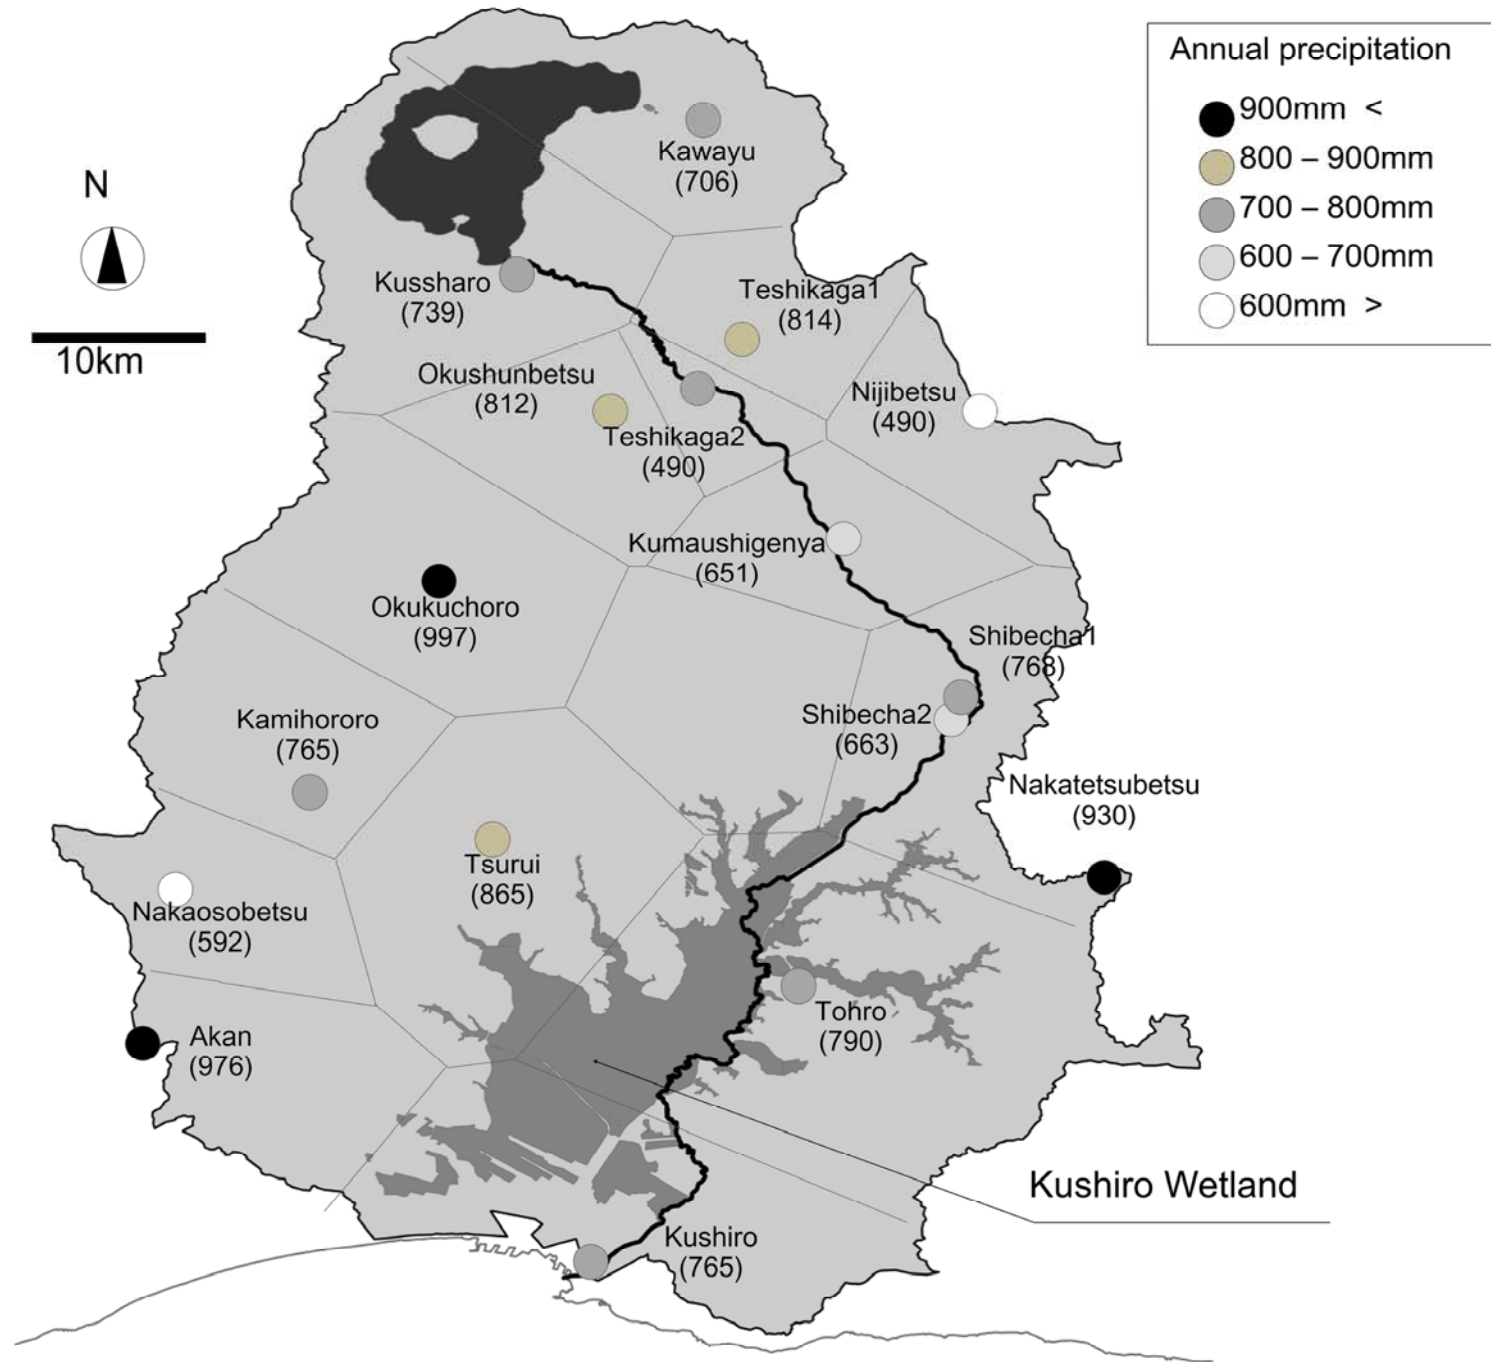 Annual precipitation
900mm <
800 – 900mm
700 – 800mm
600 – 700mm
600mm >
N
10km
Kawayu
(706)
Kussharo
(739)
Teshikaga1
(814)
Okushunbetsu
(812)
Teshikaga2
(490)
Nijibetsu
(490)
Kumaushigenya
(651)
Okukuchoro
(997)
Shibecha1
(768)
Shibecha2
(663)
Kamihororo
(765)
Nakatetsubetsu
(930)
Tsurui
(865)
Nakaosobetsu
(592)
Akan
(976)
Tohro
(790)
Kushiro Wetland
Kushiro
(765)